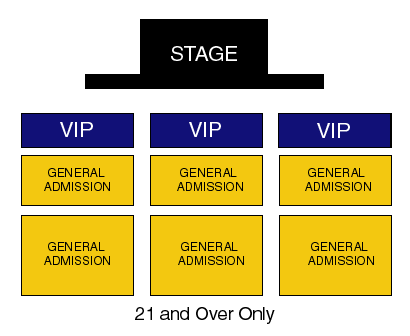 STAGE
VIP VIP VIP
GENERAL ADMISSION GENERAL ADMISSION GENERAL ADMISSION
GENERAL ADMISSION GENERAL ADMISSION GENERAL ADMISSION
21 and Over Only